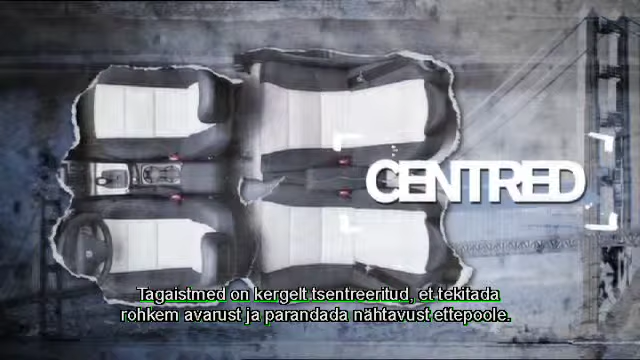 CENTRED
Tagaistmed on kergelt tsentreeritud, et tekitada
rohkem avarust ja parandada nähtavust ettepoole.